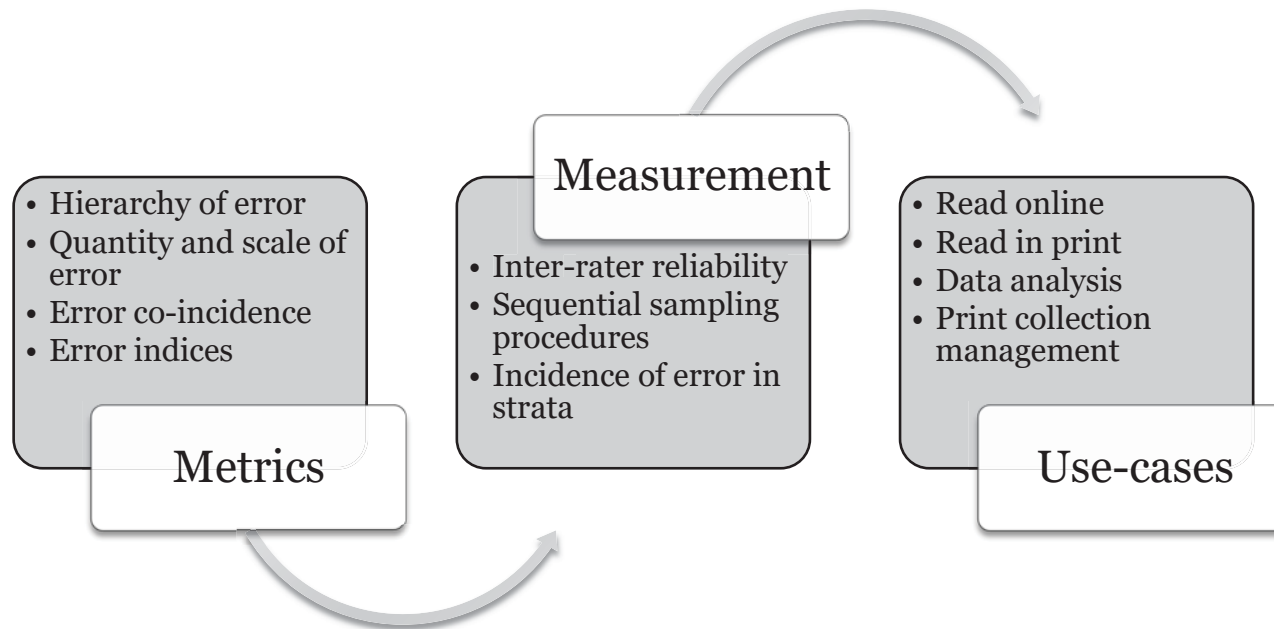 • Hierarchy of error
• Quantity and scale of
error
• Error co-incidence
• Error indices
Metrics
Measurement
• Inter-rater reliability
• Sequential sampling
procedures
• Incidence of error in
strata
• Read online
• Read in print
• Data analysis
• Print collection
management
Use-cases